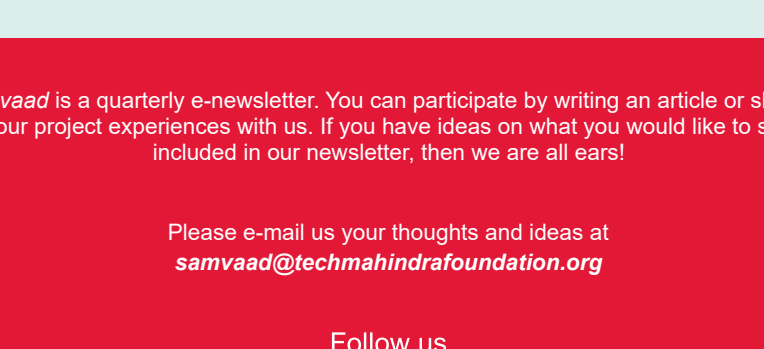 vaad is a quarterly e-newsletter. You can participate by writing an article or
our project experiences with us. If you have ideas on what you would like to
included in our newsletter, then we are all ears!
Please e-mail us your thoughts and ideas at
samvaad@techmahindrafoundation.org
Follow us